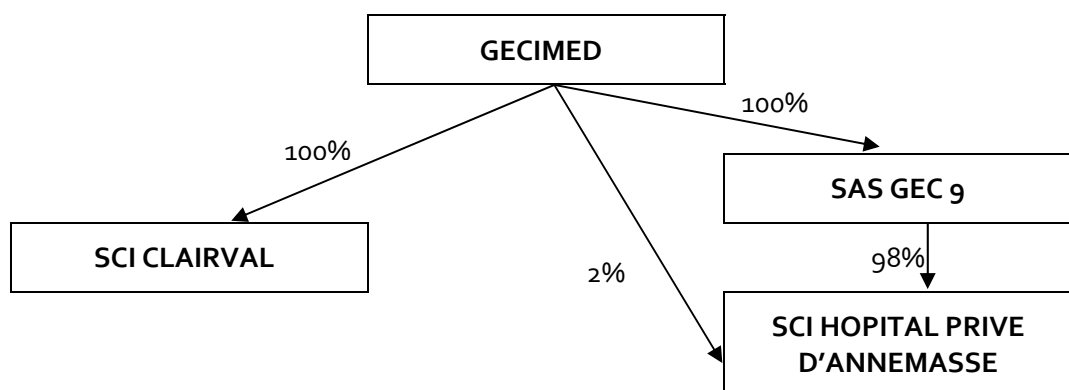 GECIMED
100%
100%
SAS GEC 9
SCI CLAIRVAL
98%
2%
SCI HOPITAL PRIVE
D'ANNEMASSE